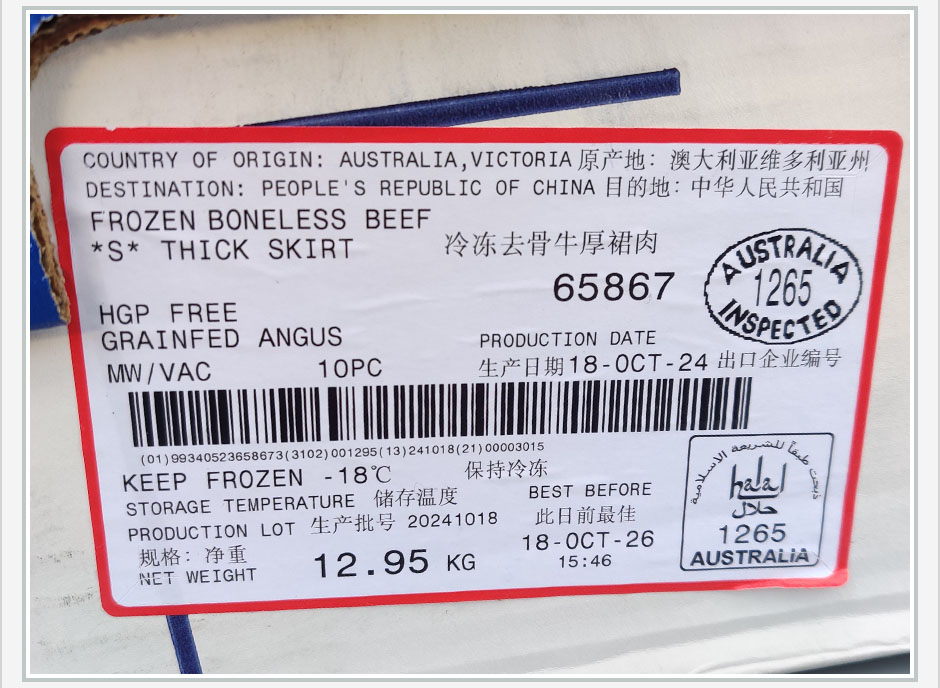 COUNTRY OF ORIGIN: AUSTRALIA,VICTORIA 原产地: 澳大利亚维多利亚州
DESTINATION: PEOPLE'S REPUBLIC OF CHINA 目的地: 中华人民共和国
FROZEN BONELESS BEEF
*S* THICK SKIRT 冷冻去骨牛厚裙肉
65867
AUSTRALIA
1265
INSPECTED
HGP FREE
GRAINFED ANGUS
PRODUCTION DATE
MW/VAC 10PC 生产日期 18-OCT-24 出口企业编号
(01)99340523658673(3102)001295(13)241018(21)00003015
KEEP FROZEN -18℃ 保持冷冻
STORAGE TEMPERATURE 储存温度
BEST BEFORE
PRODUCTION LOT 生产批号 20241018
此日前最佳
18-OCT-26
15:46
规格: 净重
NET WEIGHT 12.95 KG
ذبحت طبقاً للشريعة الإسلامية
halal
حلال
1265
AUSTRALIA